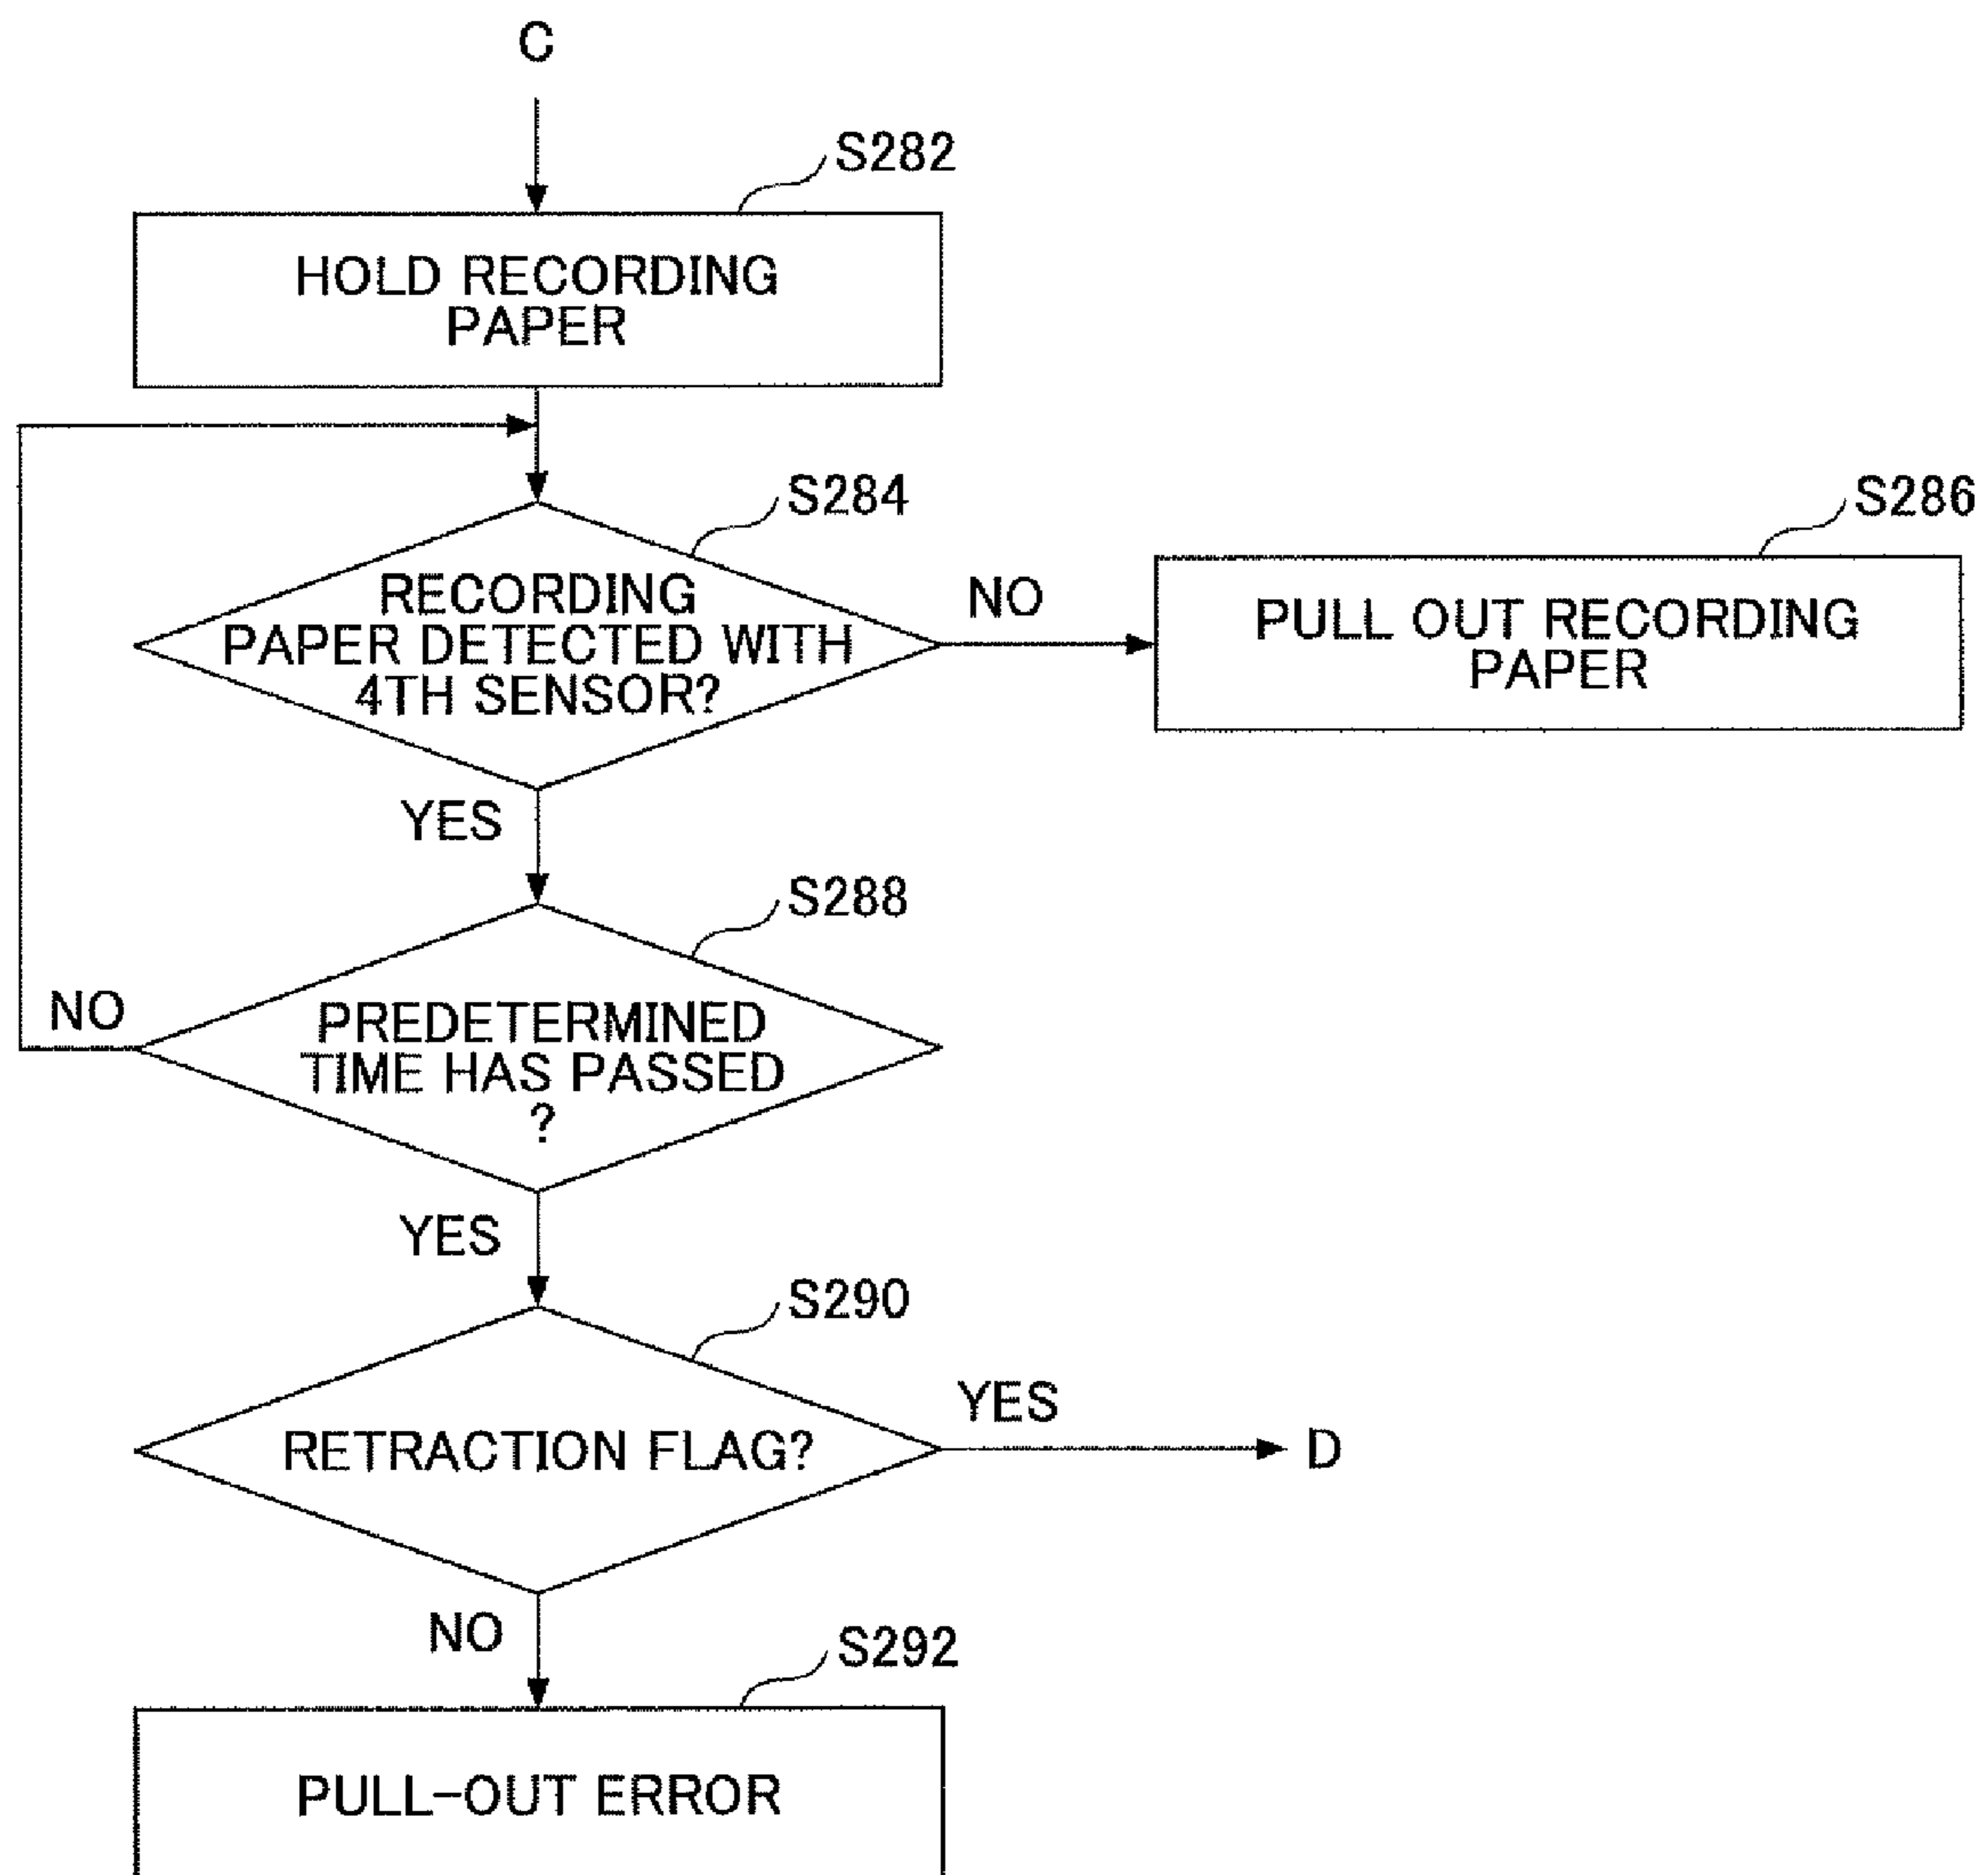 C
S282
HOLD RECORDING
PAPER
S284
RECORDING
PAPER DETECTED WITH
4TH SENSOR?
NO
S286
PULL OUT RECORDING
PAPER
YES
S288
NO
PREDETERMINED
TIME HAS PASSED
?
YES
S290
RETRACTION FLAG?
YES
D
NO
S292
PULL-OUT ERROR